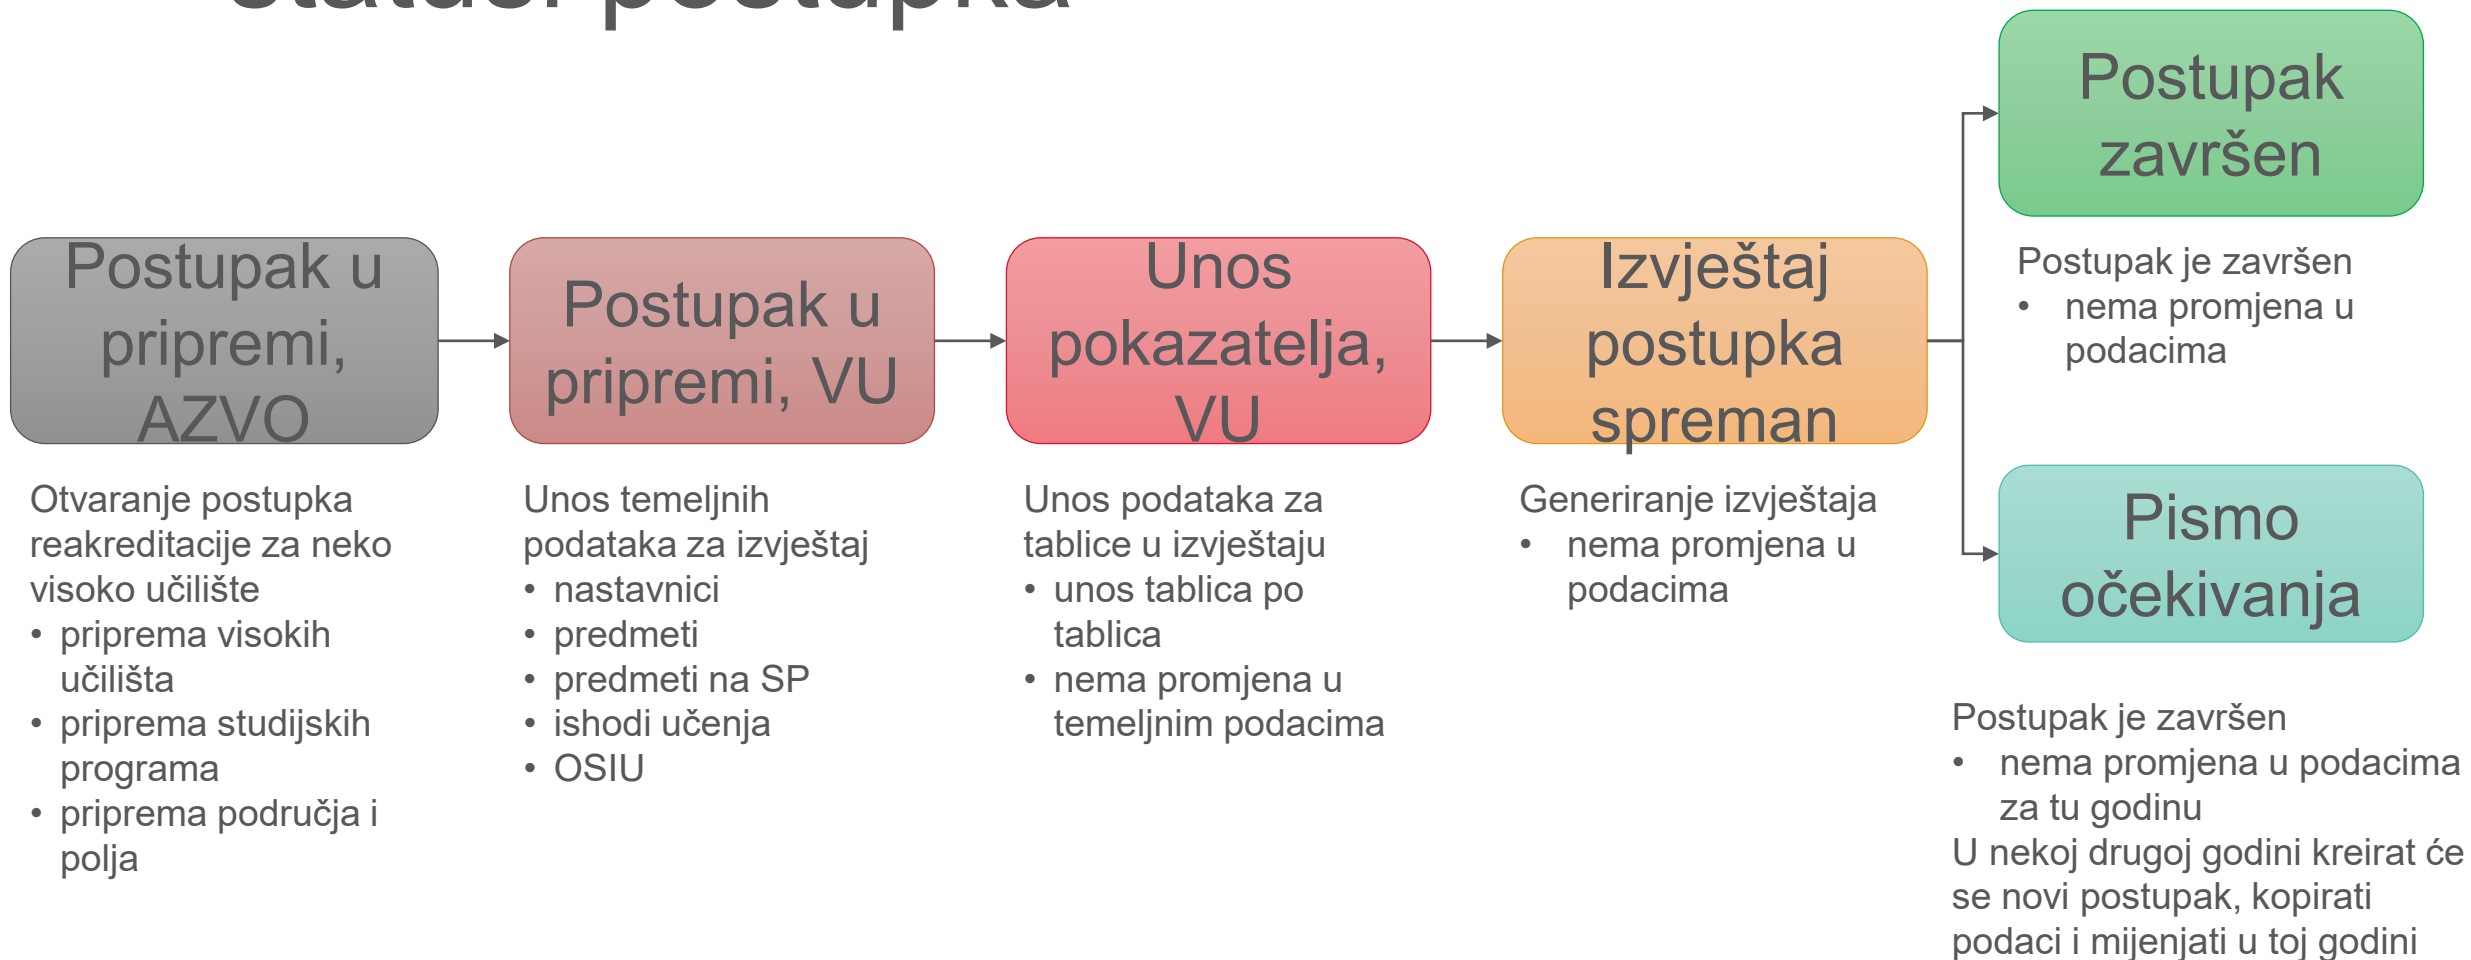 statusi postupka
Postupak u
pripremi,
AZVO
Otvaranje postupka
reakreditacije za neko
visoko učilište
• priprema visokih
učilišta
• priprema studijskih
programa
• priprema područja i
polja
Postupak u
pripremi, VU
Unos temeljnih
podataka za izvještaj
• nastavnici
• predmeti
• predmeti na SP
• ishodi učenja
• OSIU
Unos
pokazatelja,
VU
Unos podataka za
tablice u izvještaju
• unos tablica po
tablica
• nema promjena u
temeljnim podacima
Izvještaj
postupka
spreman
Generiranje izvještaja
• nema promjena u
podacima
Postupak
završen
Postupak je završen
• nema promjena u
podacima
Pismo
očekivanja
Postupak je završen
• nema promjena u podacima
za tu godinu
U nekoj drugoj godini kreirat će
se novi postupak, kopirati
podaci i mijenjati u toj godini